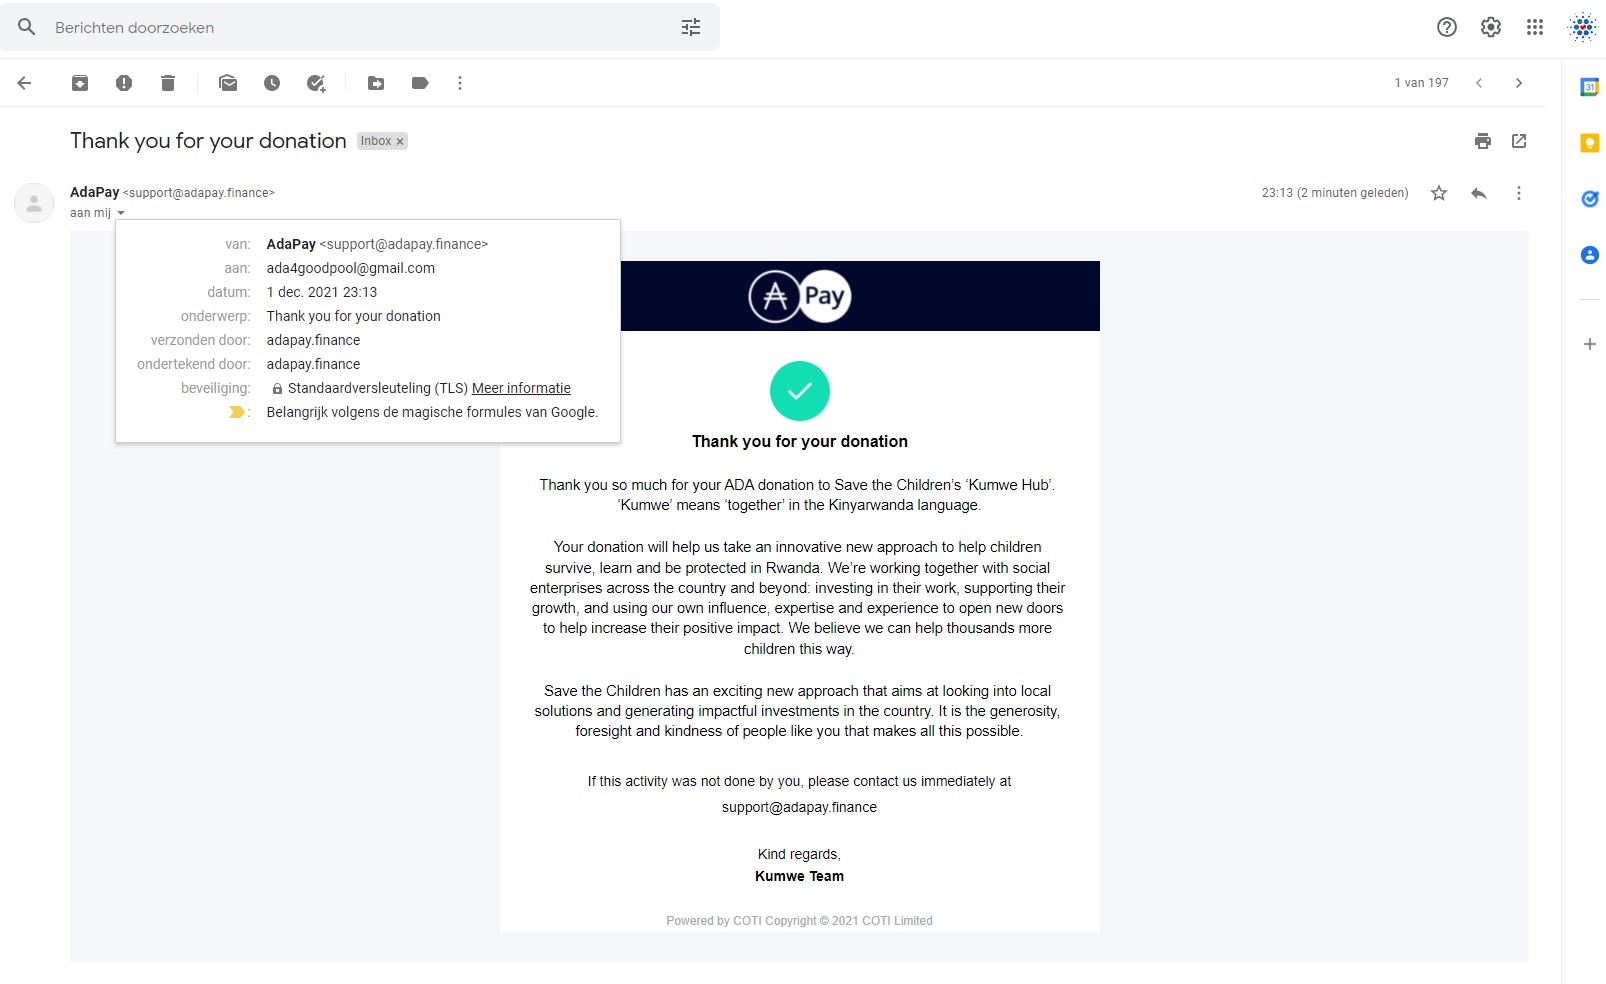 Berichten doorzoeken
1 van 197
Thank you for your donation Inbox x
AdaPay <support@adapay.finance>
23:13 (2 minuten geleden)
aan mij
van: AdaPay <support@adapay.finance>
aan: ada4goodpool@gmail.com
datum: 1 dec. 2021 23:13
onderwerp: Thank you for your donation
verzonden door: adapay.finance
ondertekend door: adapay.finance
beveiliging: Standaardversleuteling (TLS) Meer informatie
: Belangrijk volgens de magische formules van Google.
Pay
31
Thank you for your donation
Thank you so much for your ADA donation to Save the Children’s ‘Kumwe Hub’.
‘Kumwe’ means ‘together’ in the Kinyarwanda language.
Your donation will help us take an innovative new approach to help children
survive, learn and be protected in Rwanda. We’re working together with social
enterprises across the country and beyond: investing in their work, supporting their
growth, and using our own influence, expertise and experience to open new doors
to help increase their positive impact. We believe we can help thousands more
children this way.
Save the Children has an exciting new approach that aims at looking into local
solutions and generating impactful investments in the country. It is the generosity,
foresight and kindness of people like you that makes all this possible.
If this activity was not done by you, please contact us immediately at
support@adapay.finance
Kind regards,
Kumwe Team
Powered by COTI Copyright © 2021 COTI Limited